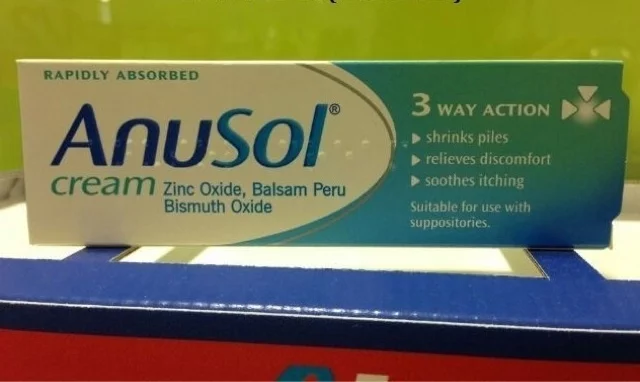 RAPIDLY ABSORBED
AnuSol®
cream Zinc Oxide, Balsam Peru
Bismuth Oxide
3 WAY ACTION
shrinks piles
relieves discomfort
soothes itching
Suitable for use with
suppositories.